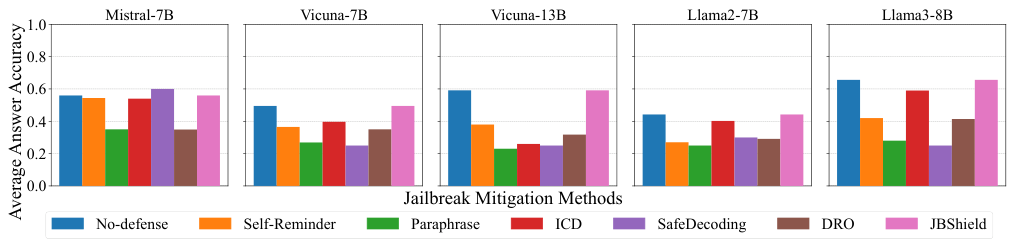 Mistral-7B Vicuna-7B Vicuna-13B Llama2-7B Llama3-8B
Average Answer Accuracy
1.0
0.8
0.6
0.4
0.2
0.0
Jailbreak Mitigation Methods
No-defense Self-Reminder Paraphrase ICD SafeDecoding DRO JBShield